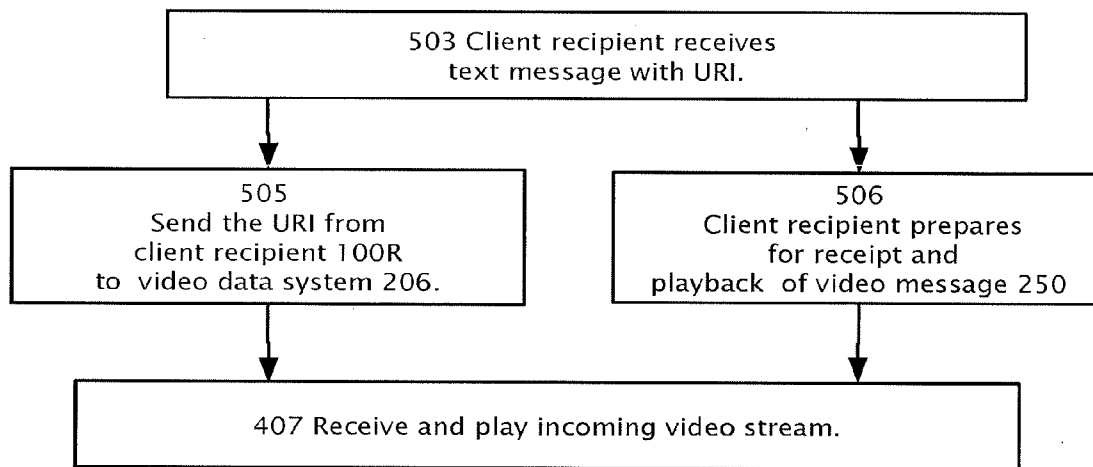 503 Client recipient receives
text message with URI.
505
Send the URI from
client recipient 100R
to video data system 206.
506
Client recipient prepares
for receipt and
playback of video message 250
407 Receive and play incoming video stream.